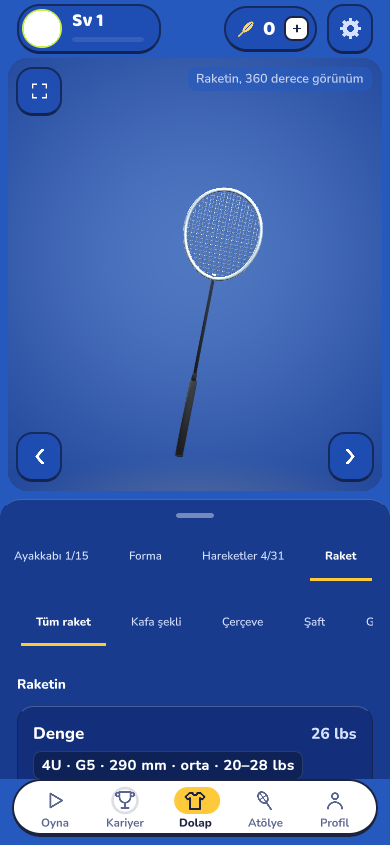 Sv 1
0
+
Raketin, 360 derece görünüm
Ayakkabı 1/15
Forma
Hareketler 4/31
Raket
Tüm raket
Kafa şekli
Çerçeve
Şaft
Raketin
Denge
26 lbs
4U · G5 · 290 mm · orta · 20–28 lbs
Oyna
Kariyer
Dolap
Atölye
Profil